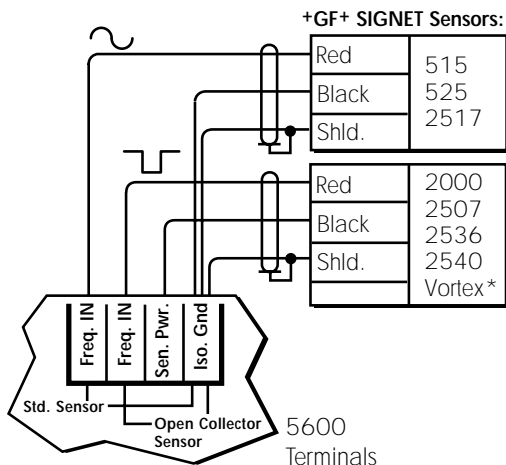 +GF+ SIGNET Sensors:
Red
Black
Shld.
515
525
2517
Red
Black
Shld.
2000
2507
2536
2540
Vortex*
Freq. IN
Freq. IN
Sen. Pwr.
Iso. Gnd
Std. Sensor
Open Collector
Sensor
5600
Terminals